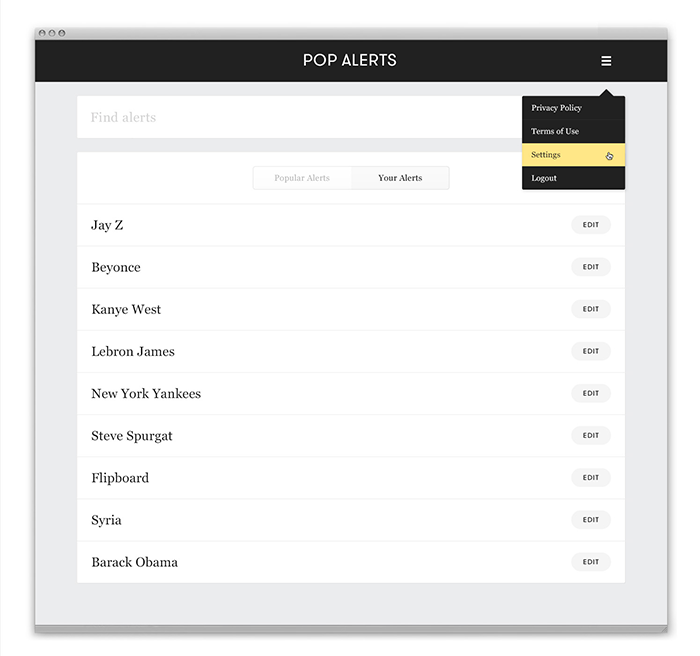 POP ALERTS
Find alerts
Privacy Policy
Terms of Use
Settings
Logout
Popular Alerts
Your Alerts
Jay Z
EDIT
Beyonce
EDIT
Kanye West
EDIT
Lebron James
EDIT
New York Yankees
EDIT
Steve Spurgat
EDIT
Flipboard
EDIT
Syria
EDIT
Barack Obama
EDIT